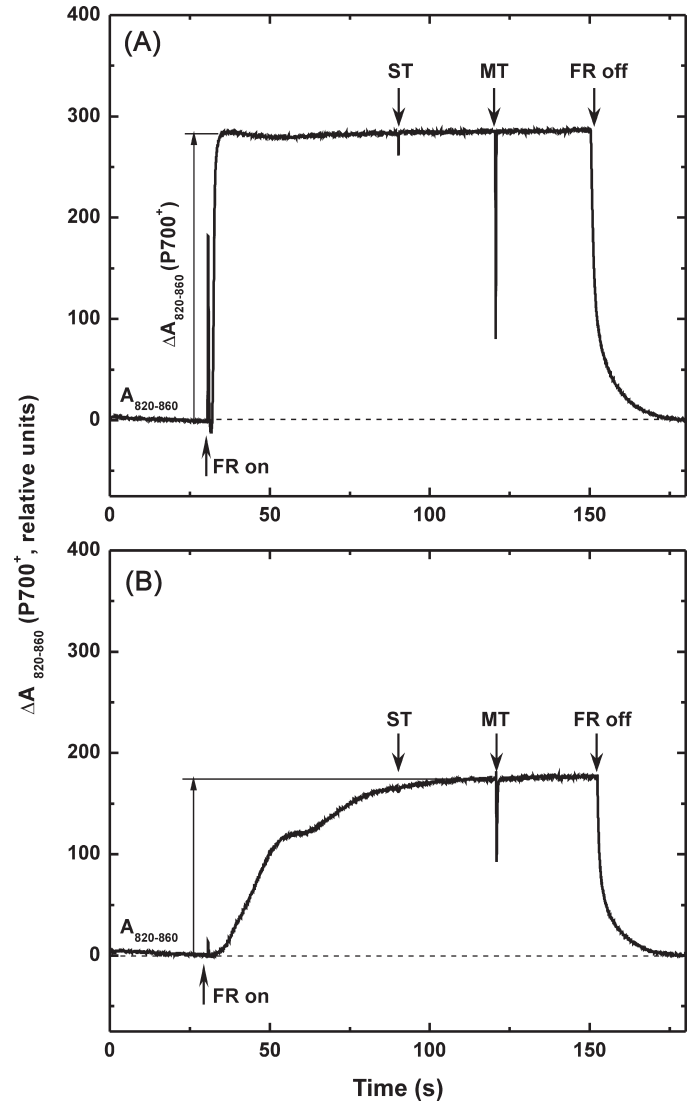 400
(A)
ST MT FR off
300
200
ΔA820-860 (P700+)
100
A820-860
0
FR on
0 50 100 150
ΔA 820-860 (P700+, relative units)
400
(B)
300
ST MT FR off
200
100
A820-860
0
FR on
0 50 100 150
Time (s)